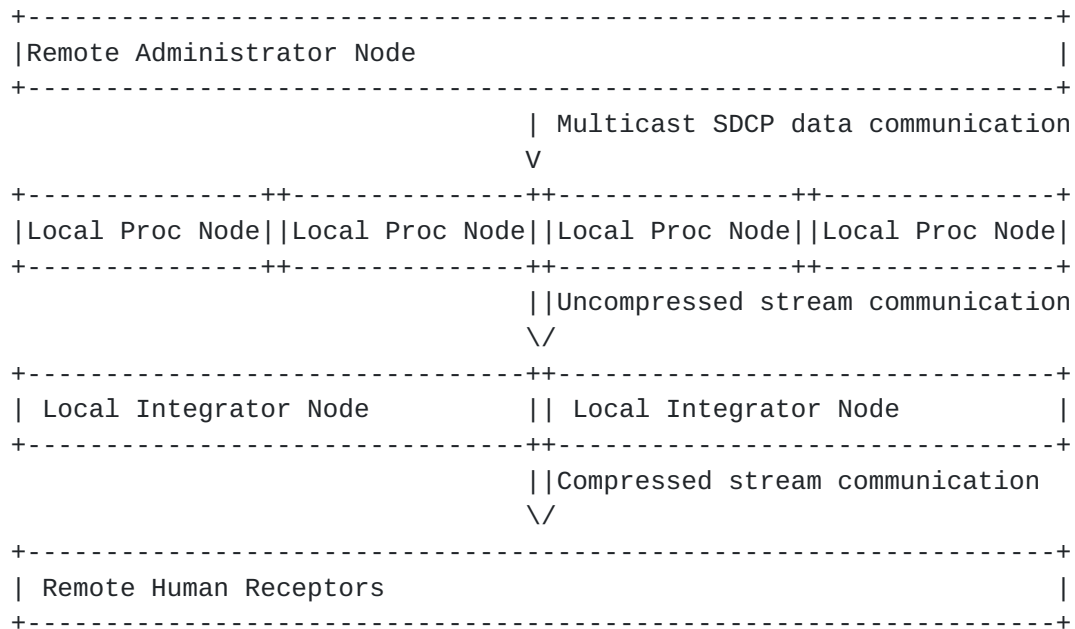 +------------------------------------------------------------------+
|Remote Administrator Node                                         |
+------------------------------------------------------------------+
                                 | Multicast SDCP data communication
                                 V
+---------------++---------------++---------------++---------------+
|Local Proc Node||Local Proc Node||Local Proc Node||Local Proc Node|
+---------------++---------------++---------------++---------------+
                                 ||Uncompressed stream communication
                                 \/
+--------------------------------++--------------------------------+
| Local Integrator Node          || Local Integrator Node          |
+--------------------------------++--------------------------------+
                                 ||Compressed stream communication
                                 \/
+------------------------------------------------------------------+
| Remote Human Receptors                                           |
+------------------------------------------------------------------+